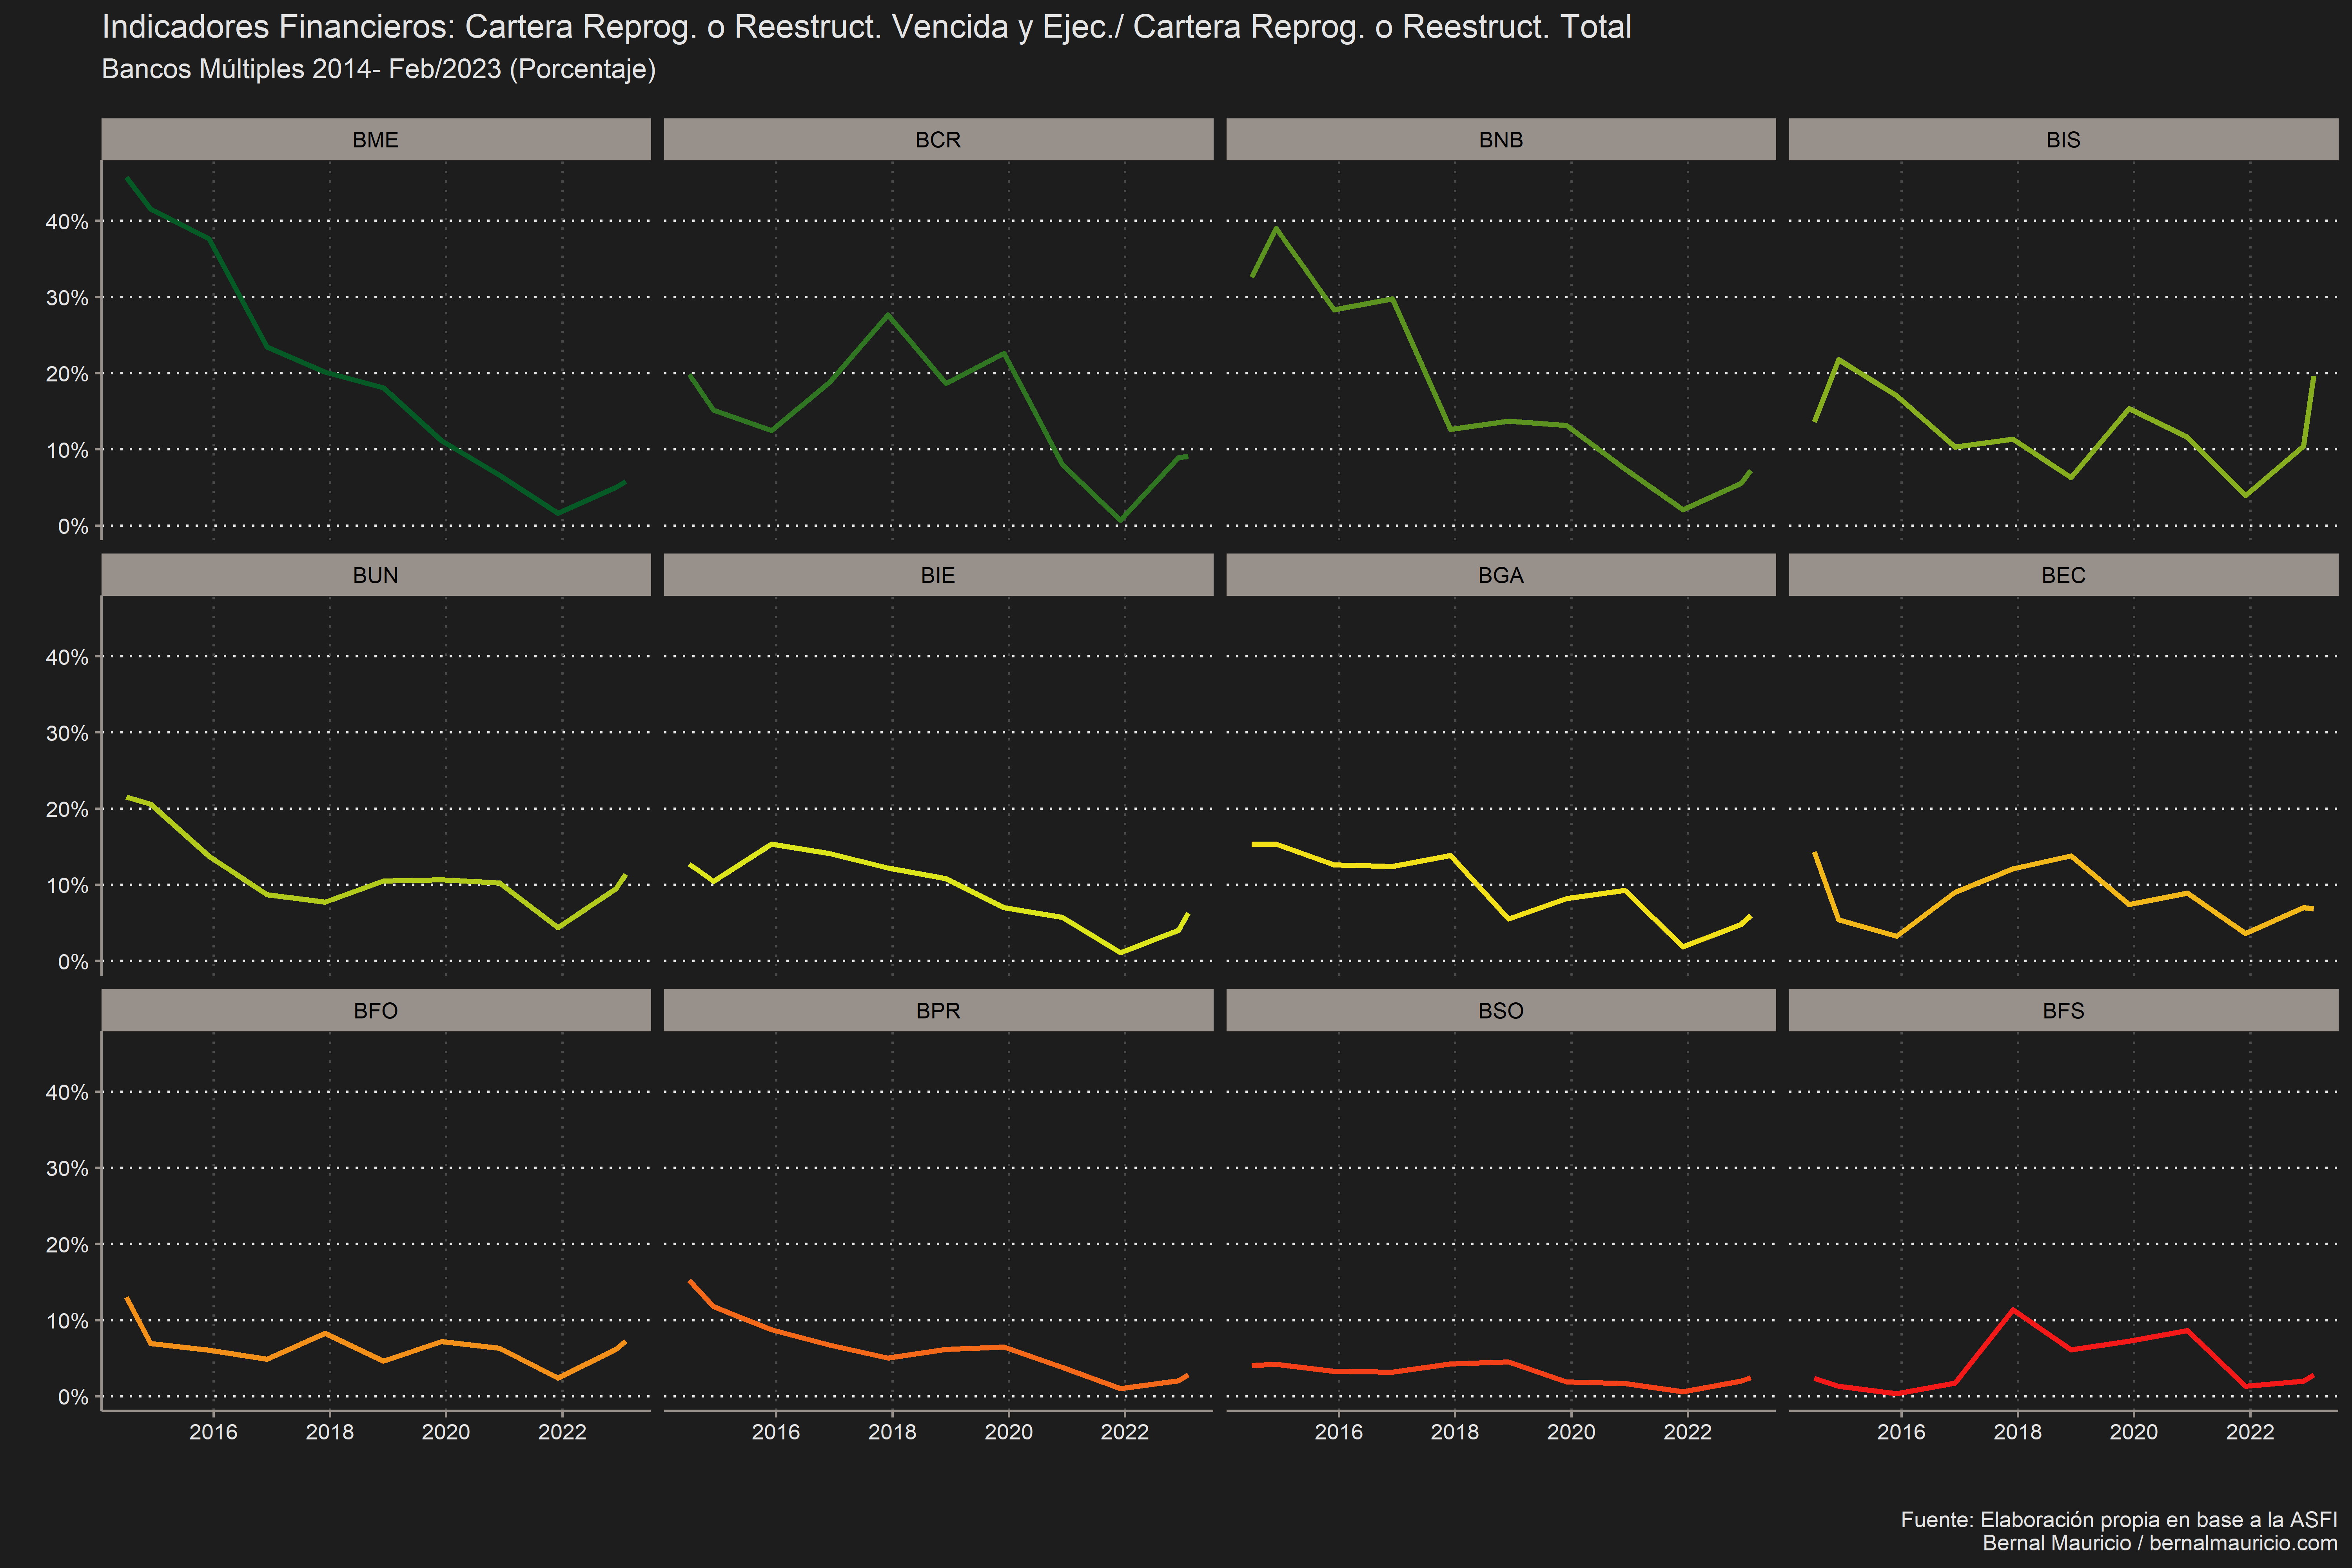 Indicadores Financieros: Cartera Reprog. o Reestruct. Vencida y Ejec./ Cartera Reprog. o Reestruct. Total
Bancos Múltiples 2014- Feb/2023 (Porcentaje)
BME BCR BNB BIS
40%
30%
20%
10%
0%
BUN BIE BGA BEC
40%
30%
20%
10%
0%
BFO BPR BSO BFS
40%
30%
20%
10%
0%
2016 2018 2020 2022 2016 2018 2020 2022 2016 2018 2020 2022 2016 2018 2020 2022
Fuente: Elaboración propia en base a la ASFI
Bernal Mauricio / bernalmauricio.com